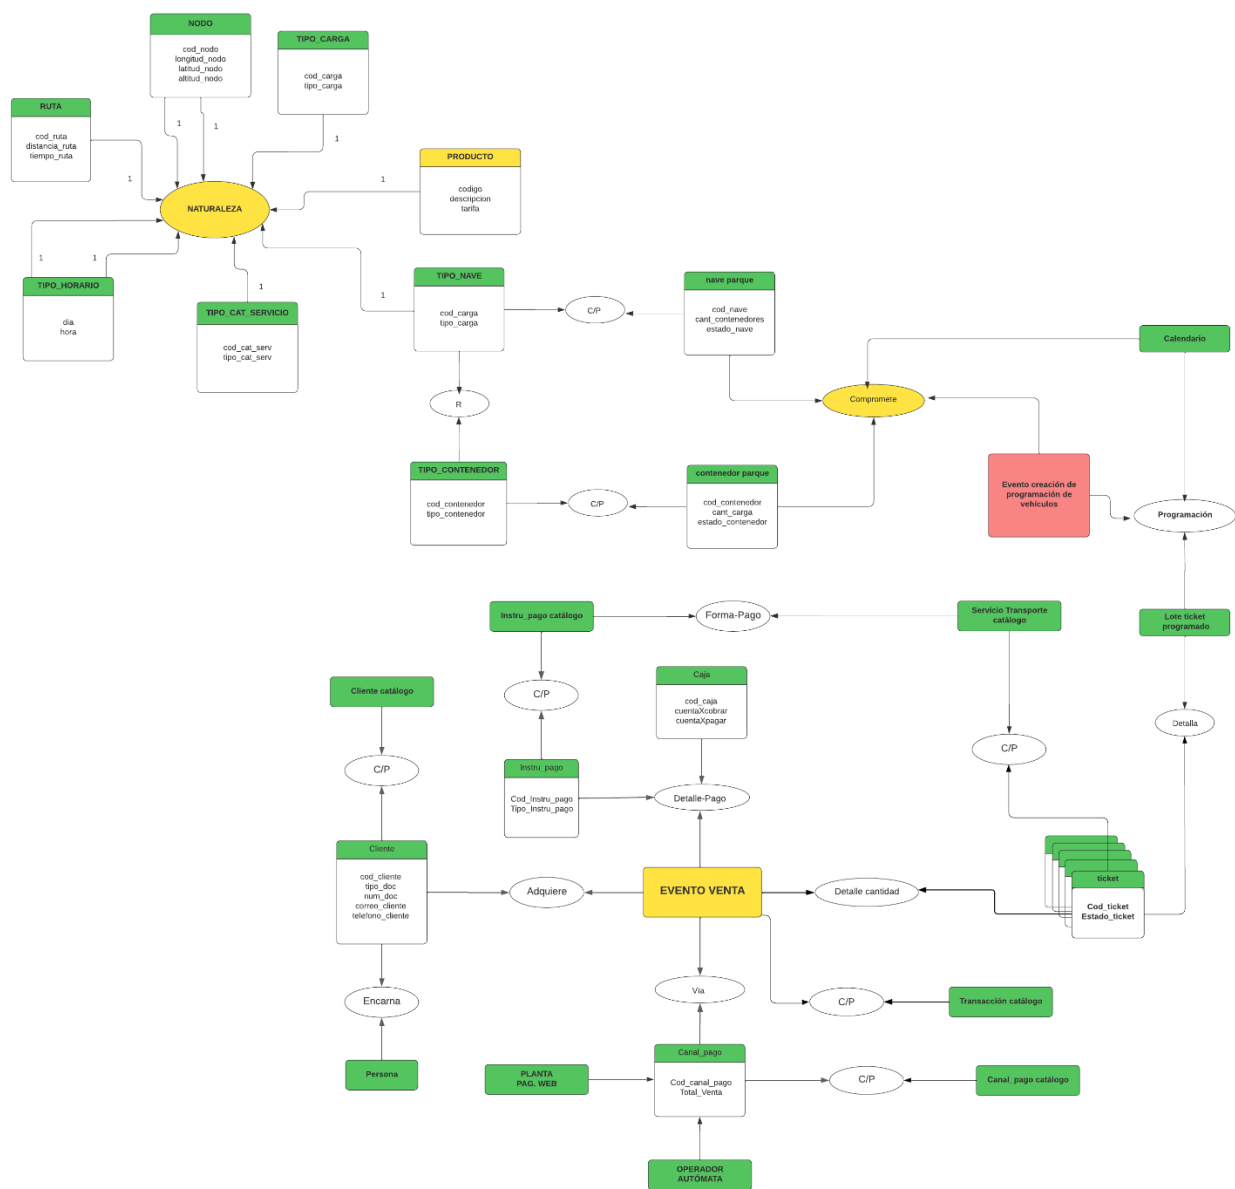 NODO
cod_nodo
longitud_nodo
latitud_nodo
altitud_nodo
TIPO_CARGA
cod_carga
tipo_carga
RUTA
cod_ruta
distancia_ruta
tiempo_ruta
1
1
1
1
PRODUCTO
codigo
descripcion
tarifa
1
NATURALEZA
1
1
1
1
TIPO_HORARIO
dia
hora
TIPO_CAT_SERVICIO
cod_cat_serv
tipo_cat_serv
TIPO_NAVE
cod_carga
tipo_carga
C/P
nave parque
cod_nave
cant_contenedores
estado_nave
Calendario
R
Compromete
TIPO_CONTENEDOR
cod_contenedor
tipo_contenedor
C/P
contenedor parque
cod_contenedor
cant_carga
estado_contenedor
Evento creación de
programación de
vehículos
Programación
Instru_pago catálogo
Forma-Pago
Servicio Transporte
catálogo
Lote ticket
programado
Cliente catálogo
C/P
Caja
cod_caja
cuentaXcobrar
cuentaXpagar
Detalla
C/P
C/P
Instru_pago
Cod_Instru_pago
Tipo_Instru_pago
Detalle-Pago
Cliente
cod_cliente
tipo_doc
num_doc
correo_cliente
telefono_cliente
Adquiere
EVENTO VENTA
Detalle cantidad
ticket
Cod_ticket
Estado_ticket
Encarna
Vía
C/P
Transacción catálogo
Persona
PLANTA
PAG. WEB
Canal_pago
Cod_canal_pago
Total_Venta
C/P
Canal_pago catálogo
OPERADOR
AUTÓMATA